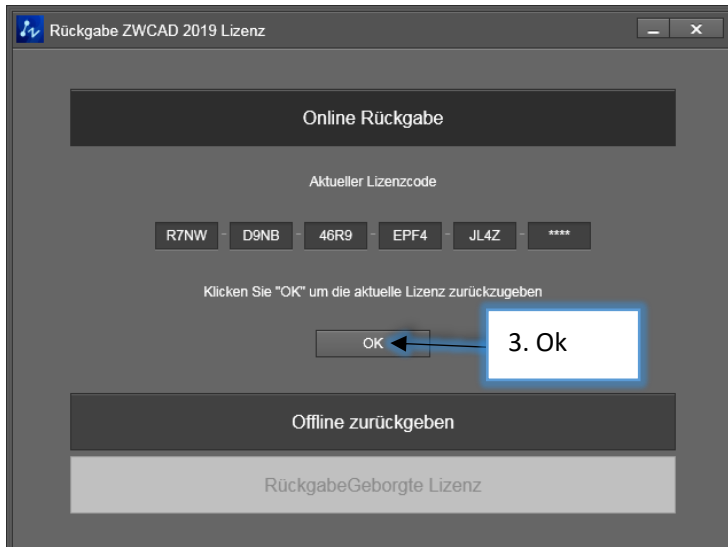 Rückgabe ZWCAD 2019 Lizenz
Online Rückgabe
Aktueller Lizenzcode
R7NW - D9NB - 46R9 - EPF4 - JL4Z - ****
Klicken Sie "OK" um die aktuelle Lizenz zurückzugeben
OK 3. Ok
Offline zurückgeben
RückgabeGeborgte Lizenz